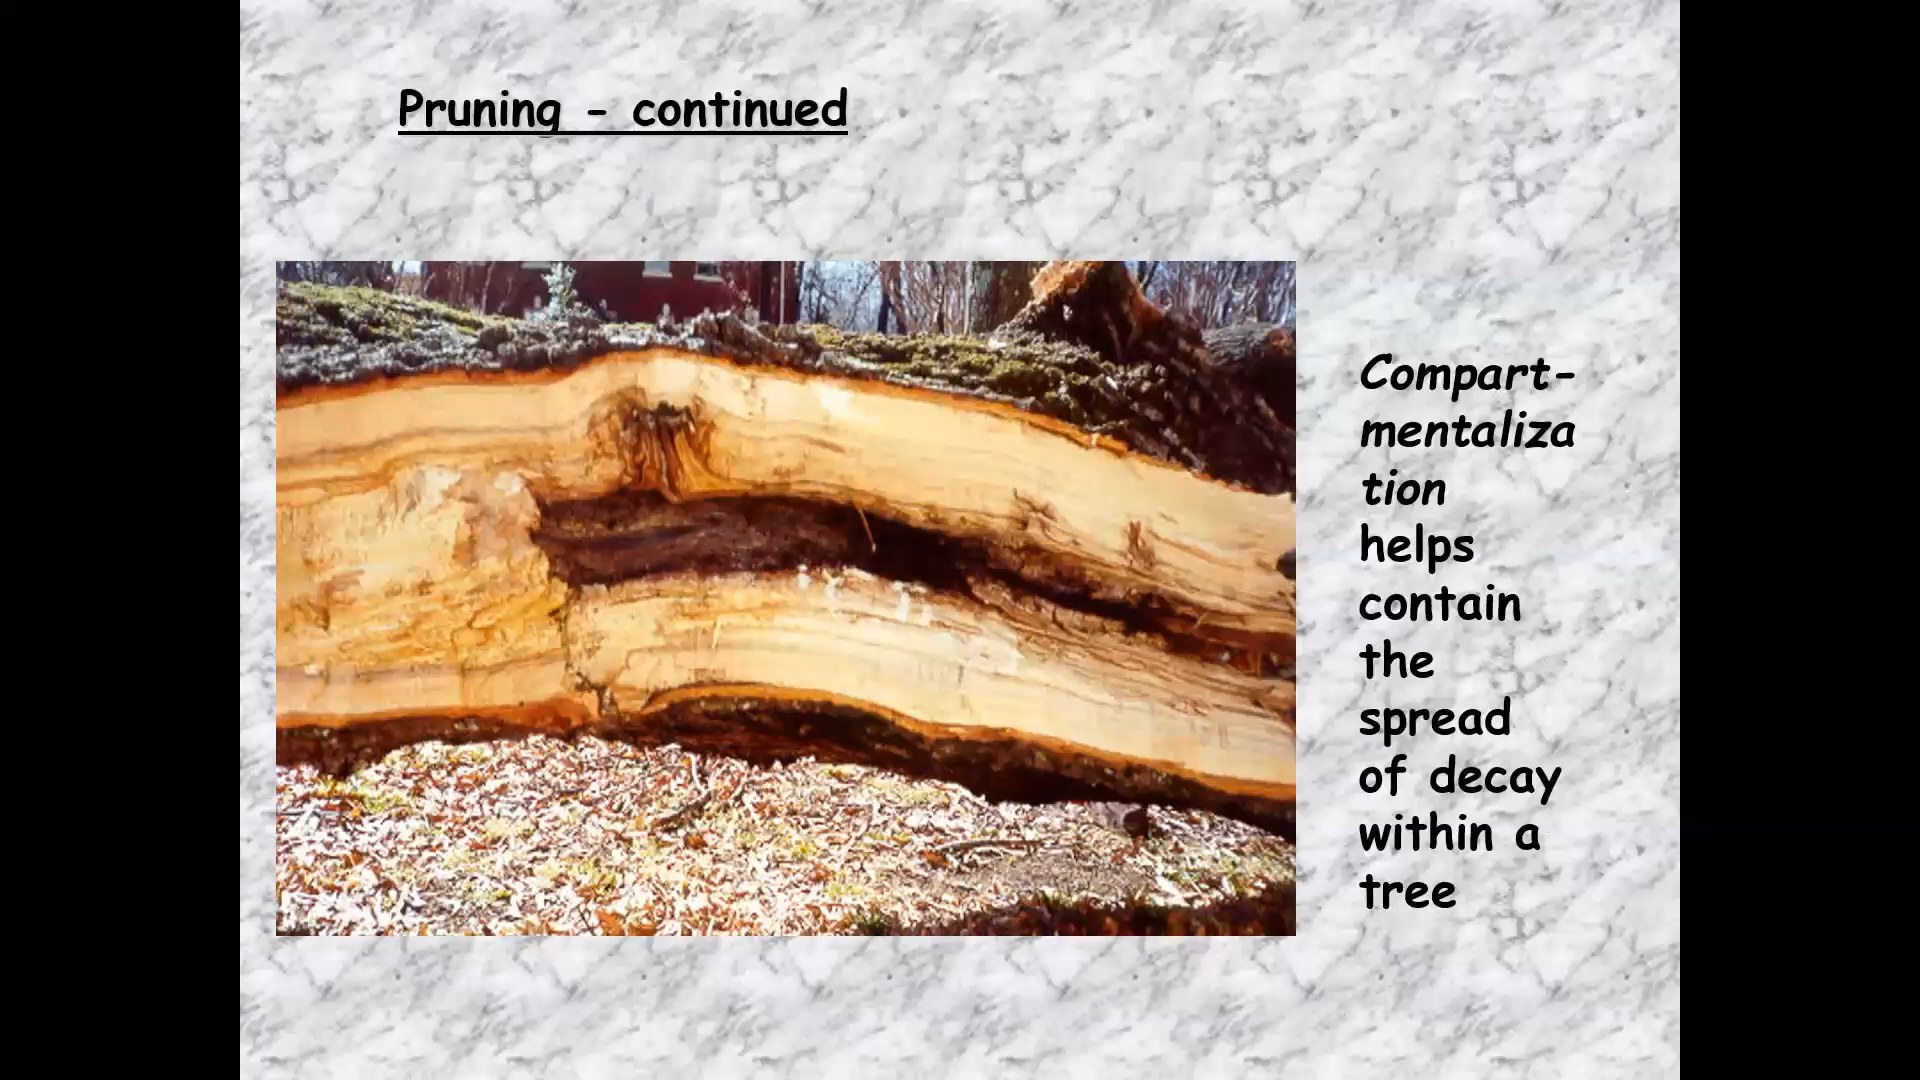 Pruning - continued
Compart-
mentaliza
tion
helps
contain
the
spread
of decay
within a
tree